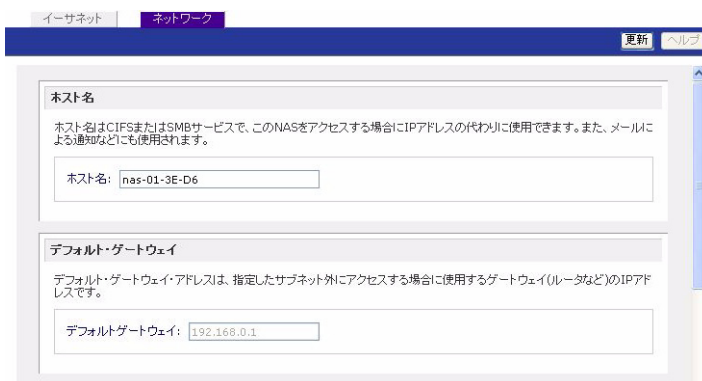 イーサネット ネットワーク
更新 ヘルプ
ホスト名
ホスト名はCIFSまたはSMBサービスで、このNASをアクセスする場合にIPアドレスの代わりに使用できます。また、メールに
よる通知などにも使用されます。
ホスト名: nas-01-3E-D6
デフォルト・ゲートウェイ
デフォルト・ゲートウェイ・アドレスは、指定したサブネット外にアクセスする場合に使用するゲートウェイ(ルータなど)のIPアド
レスです。
デフォルトゲートウェイ: 192.168.0.1